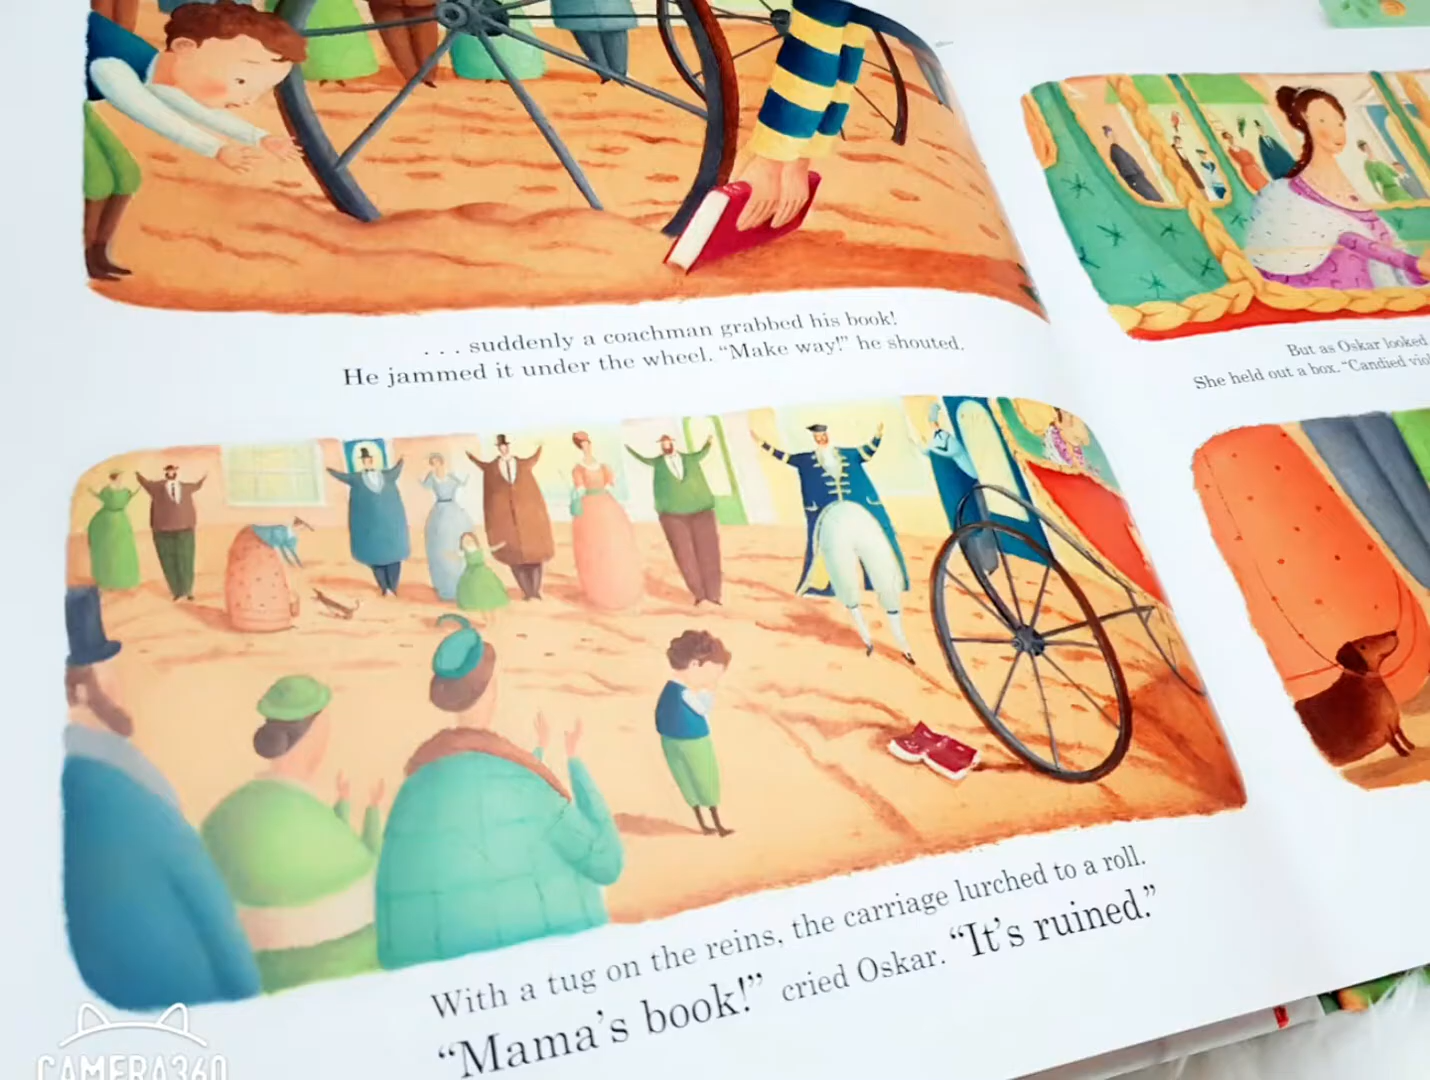 . . . suddenly a coachman grabbed his book!
He jammed it under the wheel. “Make way!” he shouted.
With a tug on the reins, the carriage lurched to a roll.
“Mama’s book!” cried Oskar. “It’s ruined.”
But as Oskar looked
She held out a box. “Candied
CAMERA360